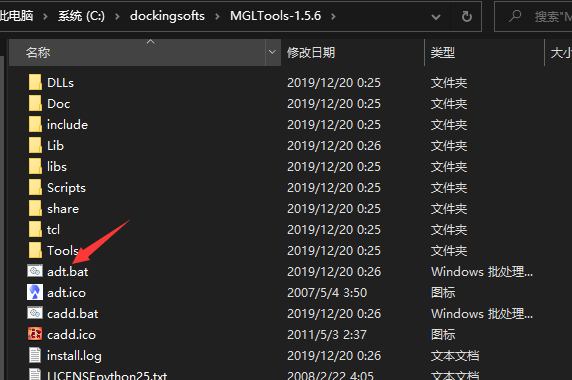 此电脑 › 系统 (C:) › dockingsofts › MGLTools-1.5.6 › 搜索"M
名称 修改日期 类型 大小
DLLs 2019/12/20 0:25 文件夹
Doc 2019/12/20 0:25 文件夹
include 2019/12/20 0:25 文件夹
Lib 2019/12/20 0:26 文件夹
libs 2019/12/20 0:25 文件夹
Scripts 2019/12/20 0:25 文件夹
share 2019/12/20 0:25 文件夹
tcl 2019/12/20 0:25 文件夹
Tools 2019/12/20 0:25 文件夹
adt.bat 2019/12/20 0:26 Windows 批处理...
adt.ico 2007/5/4 3:50 图标
cadd.bat 2019/12/20 0:26 Windows 批处理...
cadd.ico 2011/5/3 2:37 图标
install.log 2019/12/20 0:26 文本文档
LICENSEpython25.txt 2008/2/22 4:05 文本文档